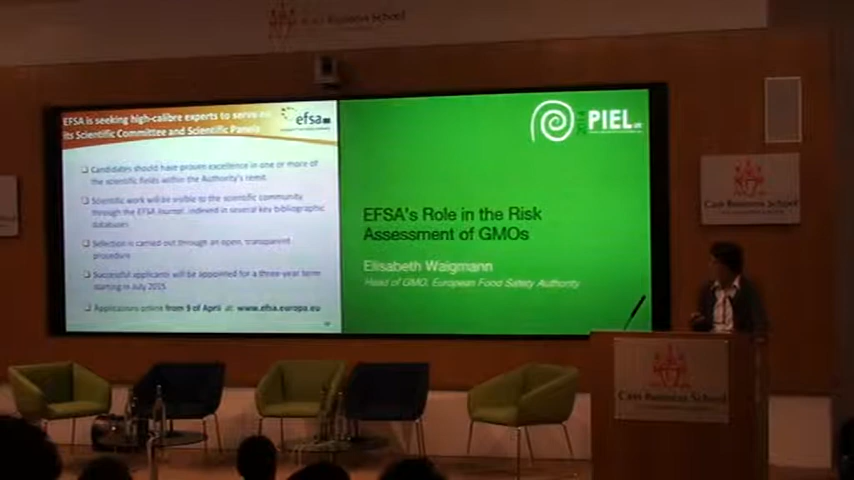 Cass Business School
EFSA is seeking high-calibre experts to serve on
its Scientific Committee and Scientific Panels
efsa
Candidates should have proven excellence in one or more of
the scientific fields within the Authority's remit.
Scientific work will be visible to the scientific community
through the EFSA Journal, indexed in several key bibliographic
databases
Selection is carried out through an open, transparent
procedure
Successful applicants will be appointed for a three-year term
starting in July 2015
Applications online from 9 of April at: www.efsa.europa.eu
2014 PIEL
EFSA's Role in the Risk
Assessment of GMOs
Elisabeth Waigmann
Head of GMO, European Food Safety Authority
Cass Business School
Cass Business School